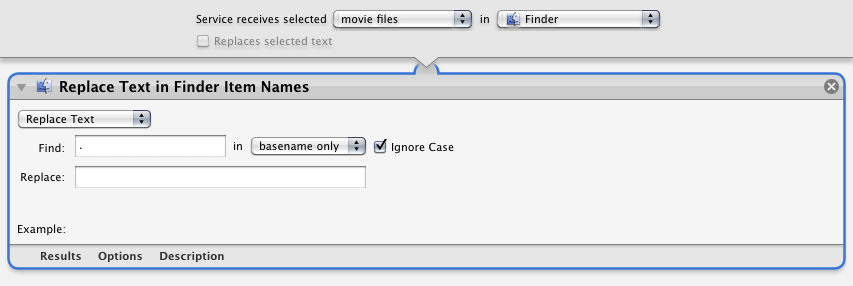 Service receives selected movie files in Finder
Replaces selected text
Replace Text in Finder Item Names
Replace Text
Find: . in basename only Ignore Case
Replace:
Example:
Results Options Description